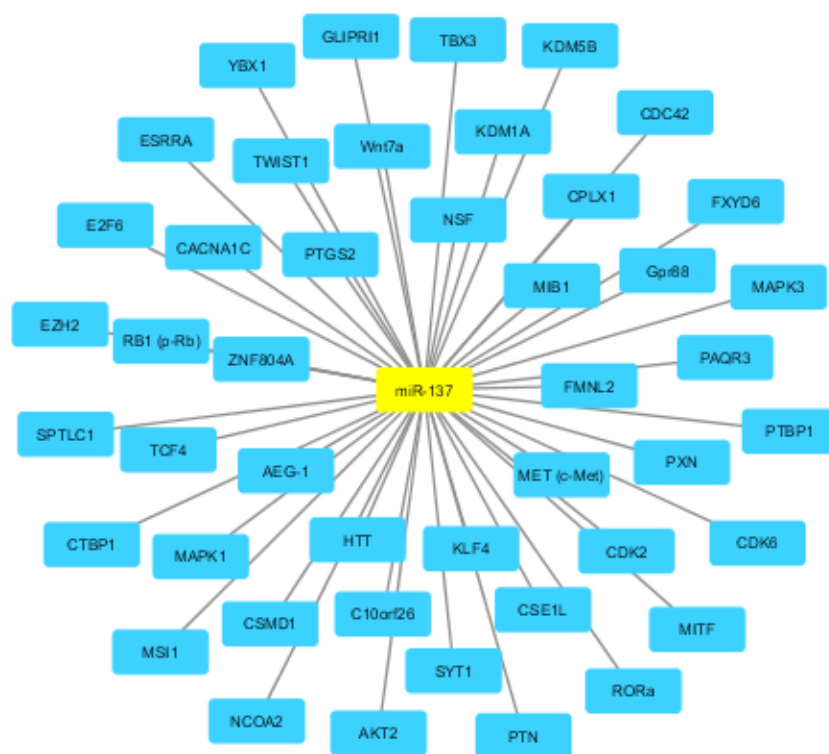 GLIPRI1
TBX3
KDM5B
YBX1
CDC42
KDM1A
ESRRA
Wnt7a
TWIST1
CPLX1
FXYD6
NSF
E2F6
CACNA1C
PTGS2
Gpr88
MIB1
MAPK3
EZH2
RB1 (p-Rb)
ZNF804A
PAQR3
miR-137
FMNL2
SPTLC1
PTBP1
TCF4
AEG-1
PXN
MET (c-Met)
CTBP1
MAPK1
HTT
KLF4
CDK2
CDK6
CSMD1
C10orf26
CSE1L
MITF
MSI1
SYT1
RORa
NCOA2
AKT2
PTN